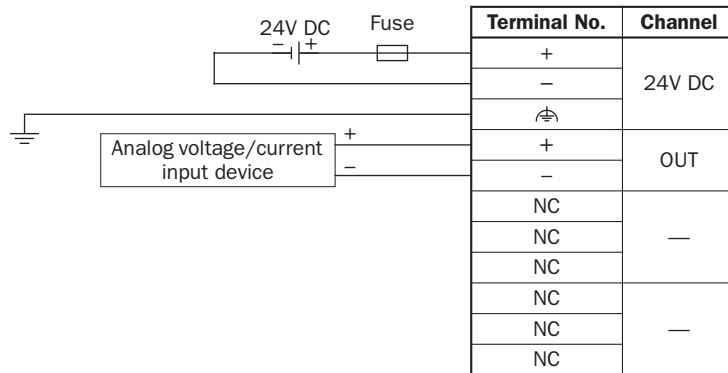 24V DC
Fuse
− +
Terminal No. Channel
+
−
24V DC
+
−
OUT
Analog voltage/current
input device
+
−
NC
NC
NC
—
NC
NC
NC
—